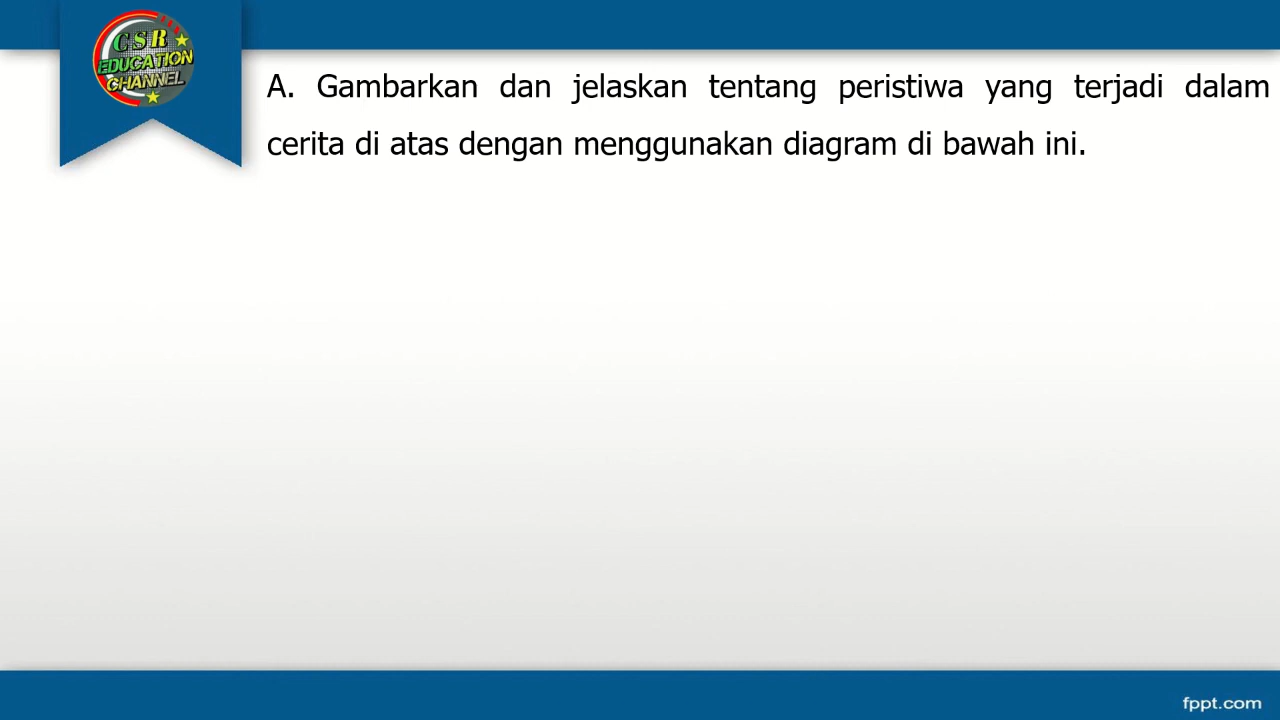 CSR
EDUCATION
CHANNEL
A. Gambarkan dan jelaskan tentang peristiwa yang terjadi dalam
cerita di atas dengan menggunakan diagram di bawah ini.
fppt.com